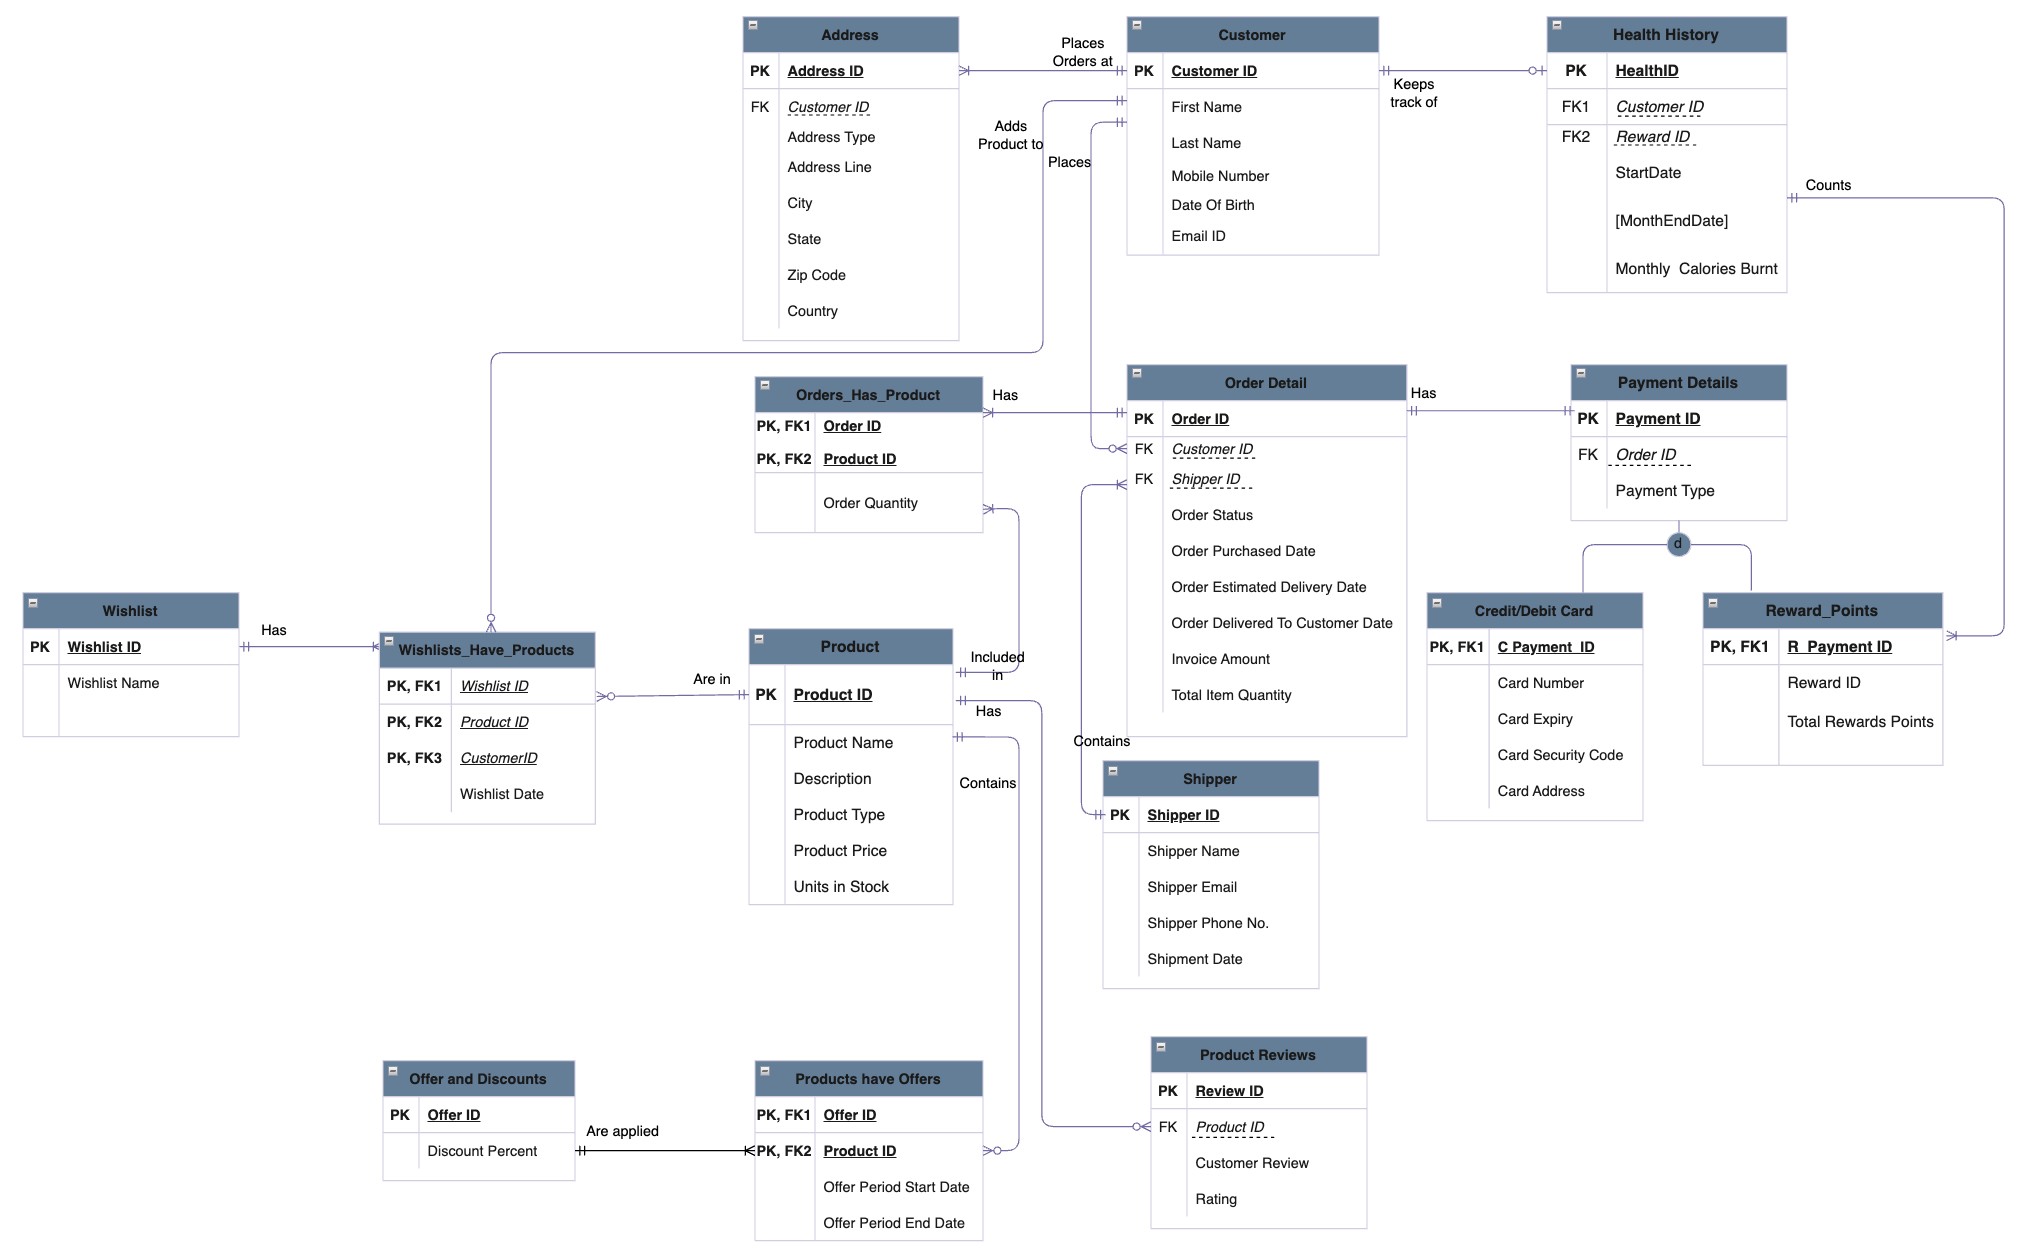 Address
PK Address ID
FK Customer ID
Address Type
Address Line
City
State
Zip Code
Country
Places
Orders at
Adds
Product to
Places
Customer
PK Customer ID
First Name
Last Name
Mobile Number
Date Of Birth
Email ID
Keeps
track of
Health History
PK HealthID
FK1 Customer ID
FK2 Reward ID
StartDate
[MonthEndDate]
Monthly  Calories Burnt
Counts
Orders_Has_Product
PK, FK1 Order ID
PK, FK2 Product ID
Order Quantity
Has
Order Detail
PK Order ID
FK Customer ID
FK Shipper ID
Order Status
Order Purchased Date
Order Estimated Delivery Date
Order Delivered To Customer Date
Invoice Amount
Total Item Quantity
Has
Payment Details
PK Payment ID
FK Order ID
Payment Type
d
Credit/Debit Card
PK, FK1 C Payment_ID
Card Number
Card Expiry
Card Security Code
Card Address
Reward_Points
PK, FK1 R_Payment ID
Reward ID
Total Rewards Points
Wishlist
PK Wishlist ID
Wishlist Name
Has
Wishlists_Have_Products
PK, FK1 Wishlist ID
PK, FK2 Product ID
PK, FK3 CustomerID
Wishlist Date
Are in
Product
PK Product ID
Product Name
Description
Product Type
Product Price
Units in Stock
Included
in
Has
Contains
Contains
Shipper
PK Shipper ID
Shipper Name
Shipper Email
Shipper Phone No.
Shipment Date
Offer and Discounts
PK Offer ID
Discount Percent
Are applied
Products have Offers
PK, FK1 Offer ID
PK, FK2 Product ID
Offer Period Start Date
Offer Period End Date
Product Reviews
PK Review ID
FK Product ID
Customer Review
Rating